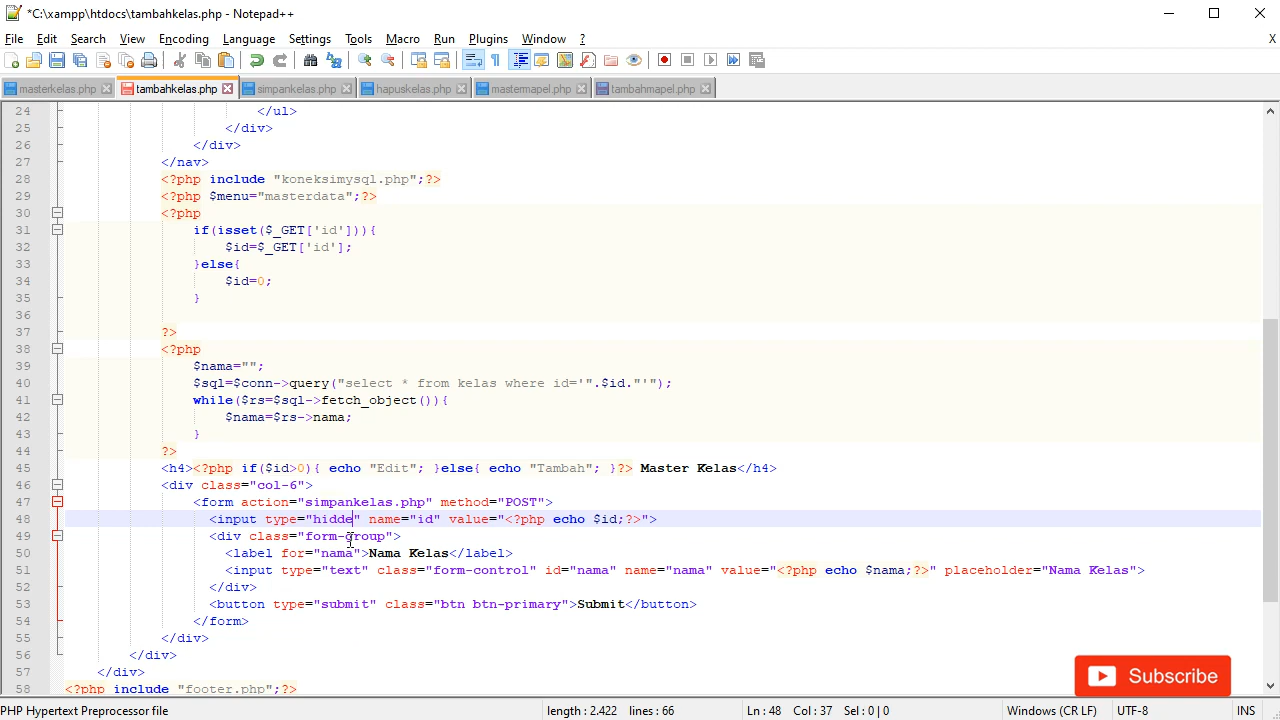 *C:\xampp\htdocs\tambahkelas.php - Notepad++
File Edit Search View Encoding Language Settings Tools Macro Run Plugins Window ? X
masterkelas.php tambahkelas.php simpankelas.php hapuskelas.php mastermapel.php tambahmapel.php
24 </ul>
25 </div>
26 </div>
27 </nav>
28 <?php include "koneksimysql.php";?>
29 <?php $menu="masterdata";?>
30 <?php
31 if(isset($_GET['id'])){
32 $id=$_GET['id'];
33 }else{
34 $id=0;
35 }
36
37 ?>
38 <?php
39 $nama="";
40 $sql=$conn->query("select * from kelas where id='".$id."'");
41 while($rs=$sql->fetch_object()){
42 $nama=$rs->nama;
43 }
44 ?>
45 <h4><?php if($id>0){ echo "Edit"; }else{ echo "Tambah"; }?> Master Kelas</h4>
46 <div class="col-6">
47 <form action="simpankelas.php" method="POST">
48 <input type="hidde" name="id" value="<?php echo $id;?>">
49 <div class="form-group">
50 <label for="nama">Nama Kelas</label>
51 <input type="text" class="form-control" id="nama" name="nama" value="<?php echo $nama;?>" placeholder="Nama Kelas">
52 </div>
53 <button type="submit" class="btn btn-primary">Submit</button>
54 </form>
55 </div>
56 </div>
57 </div>
58 <?php include "footer.php";?>
Subscribe
PHP Hypertext Preprocessor file length : 2.422 lines : 66 Ln : 48 Col : 37 Sel : 0 | 0 Windows (CR LF) UTF-8 INS